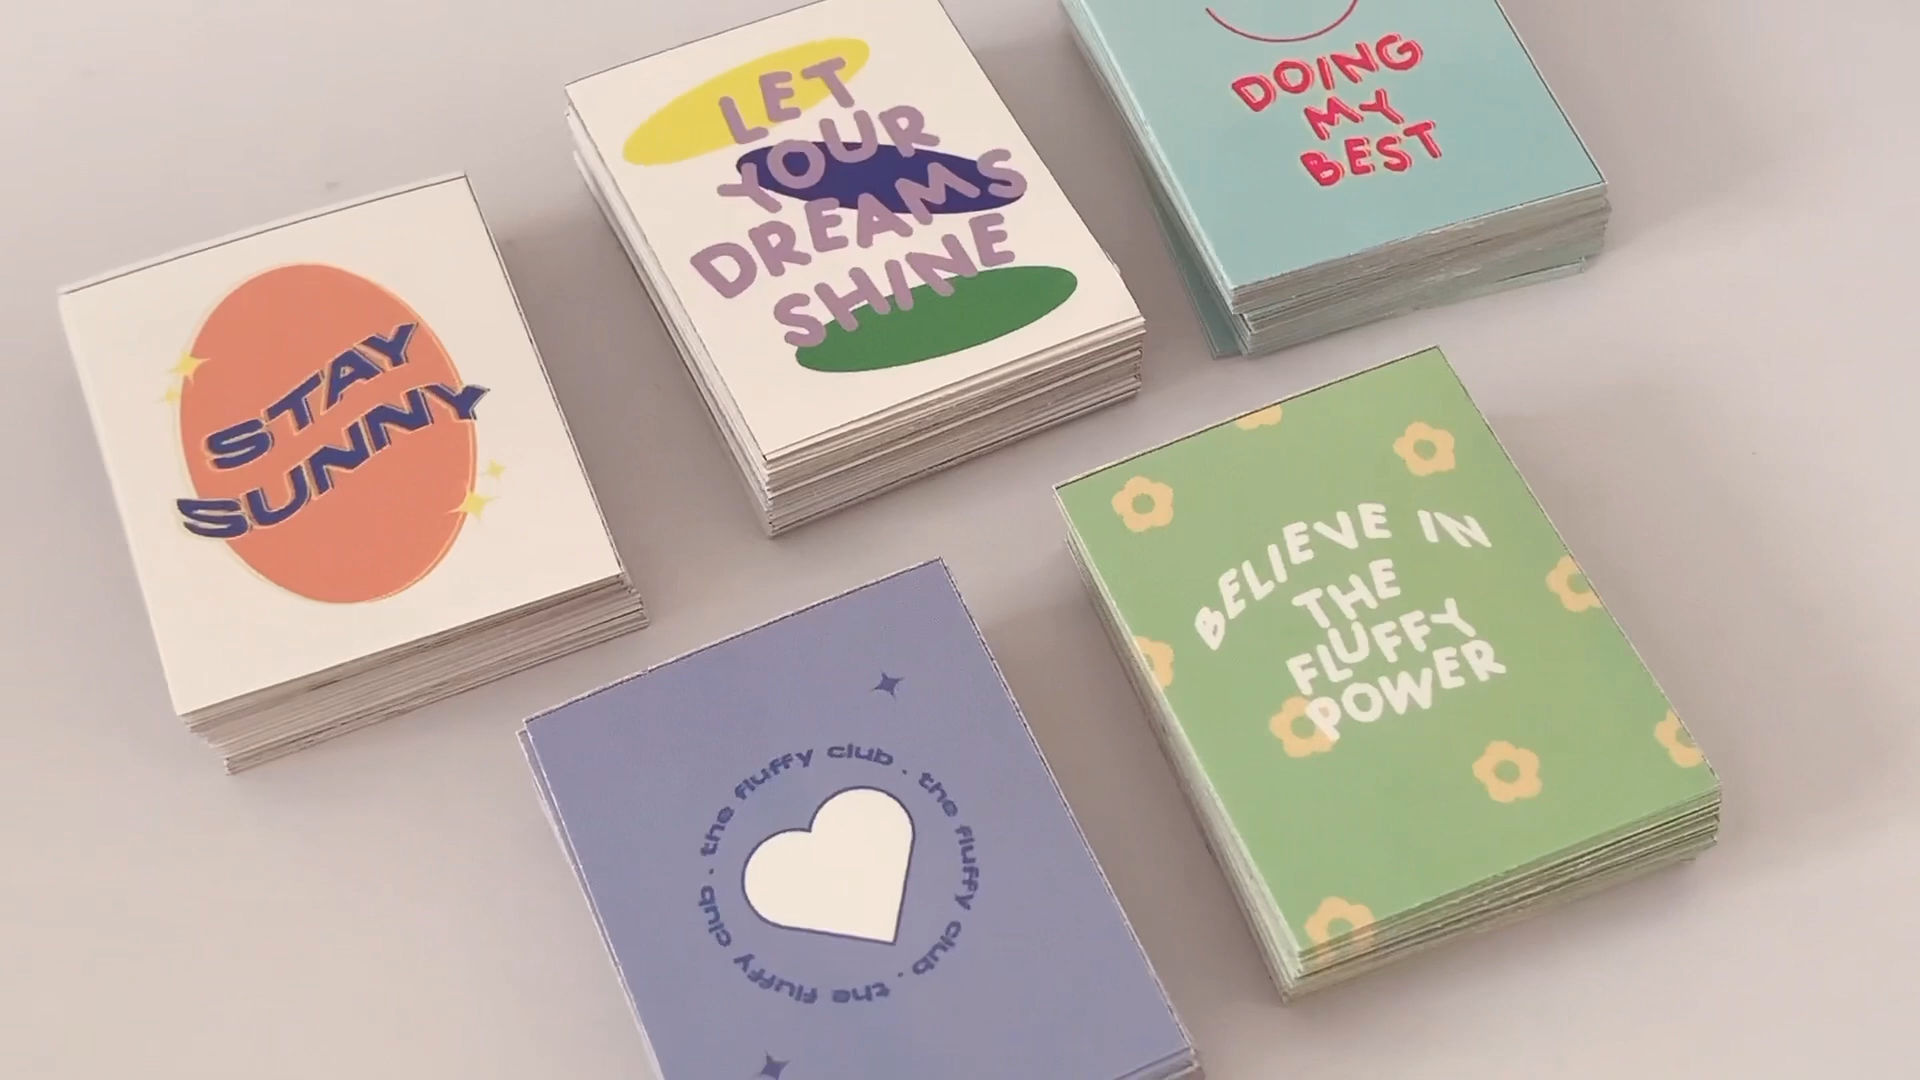 LET
YOUR
DREAMS
SHINE
DOING
MY
BEST
STAY
SUNNY
BELIEVE IN
THE
FLUFFY
POWER
the fluffy club . the fluffy club . the fluffy club .